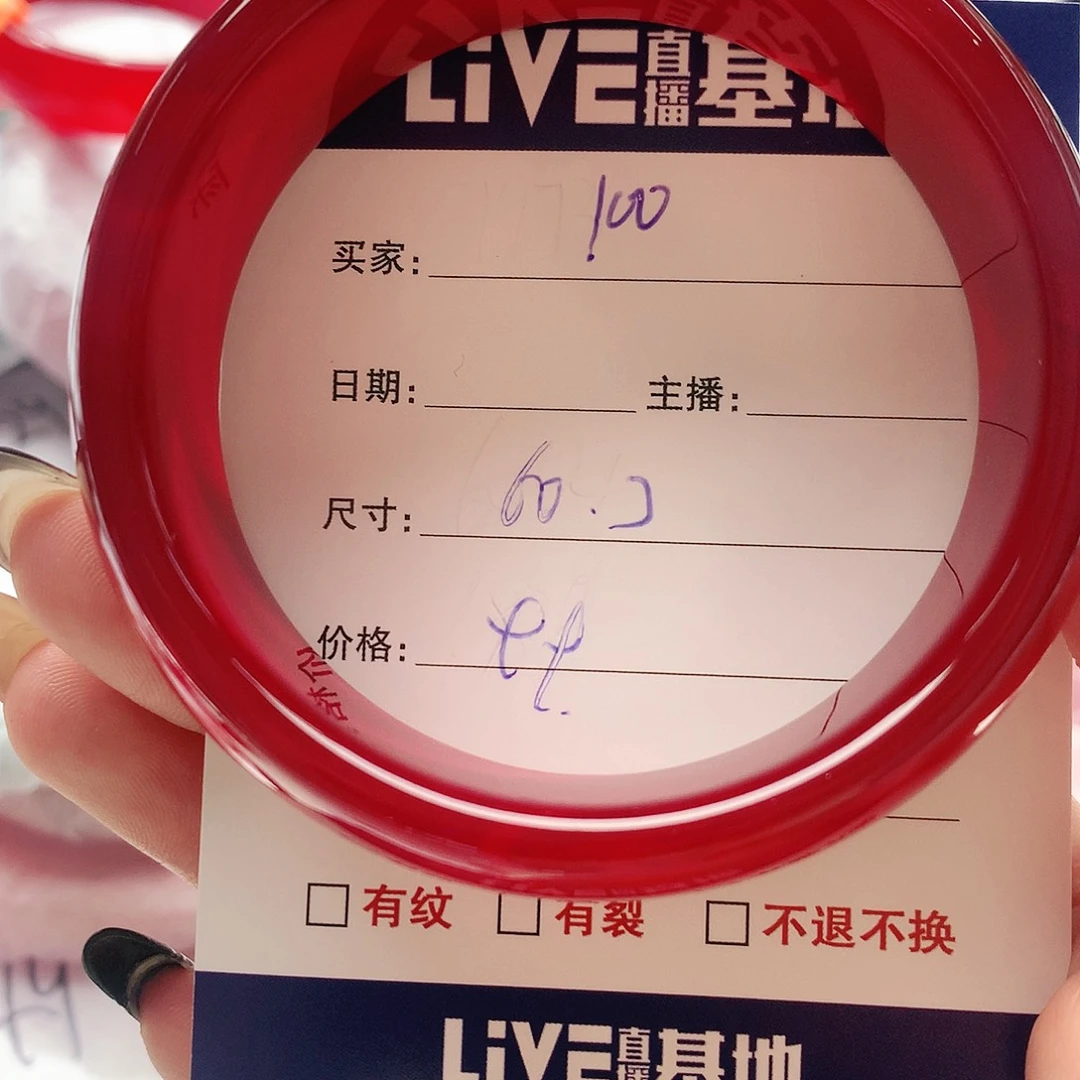 LiVE直播基地
100
买家:
日期: 主播:
尺寸: 60.
价格:
有纹 有裂 不退不换
LiVE直播基地